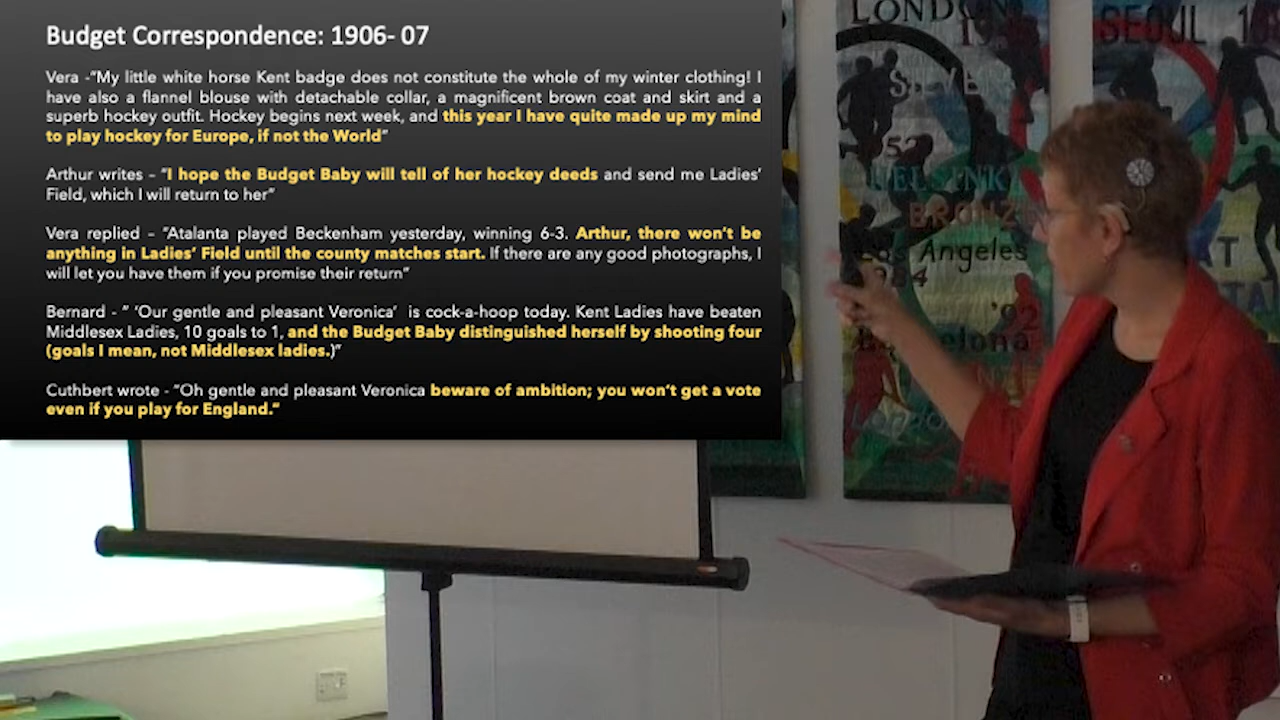 Budget Correspondence: 1906- 07
Vera -“My little white horse Kent badge does not constitute the whole of my winter clothing! I
have also a flannel blouse with detachable collar, a magnificent brown coat and skirt and a
superb hockey outfit. Hockey begins next week, and this year I have quite made up my mind
to play hockey for Europe, if not the World”
Arthur writes – “I hope the Budget Baby will tell of her hockey deeds and send me Ladies’
Field, which I will return to her”
Vera replied – “Atalanta played Beckenham yesterday, winning 6-3. Arthur, there won’t be
anything in Ladies’ Field until the county matches start. If there are any good photographs, I
will let you have them if you promise their return”
Bernard - “ ‘Our gentle and pleasant Veronica’ is cock-a-hoop today. Kent Ladies have beaten
Middlesex Ladies, 10 goals to 1, and the Budget Baby distinguished herself by shooting four
(goals I mean, not Middlesex ladies.)”
Cuthbert wrote - “Oh gentle and pleasant Veronica beware of ambition; you won’t get a vote
even if you play for England.“
LONDON
SILVER
HELSINKI
BRONZ
Los Angeles
'92
Barcelona
SEOUL